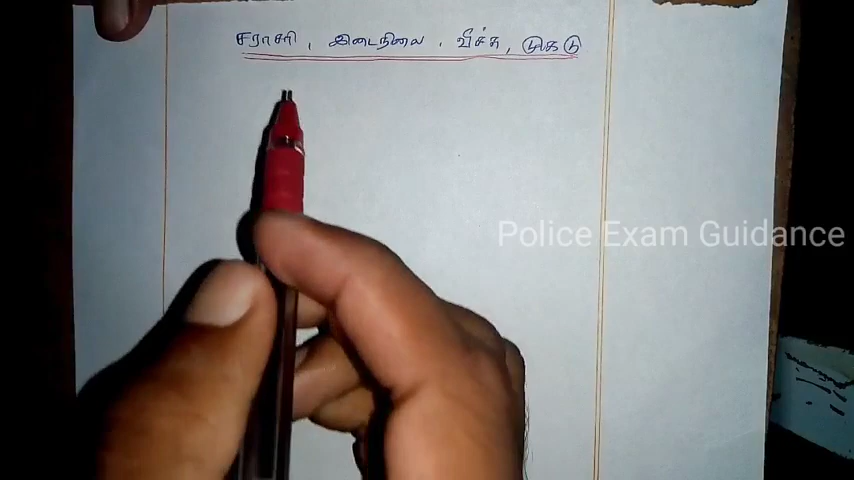 சராசரி, இடைநிலை, வீச்சு, முகடு
Police Exam Guidance